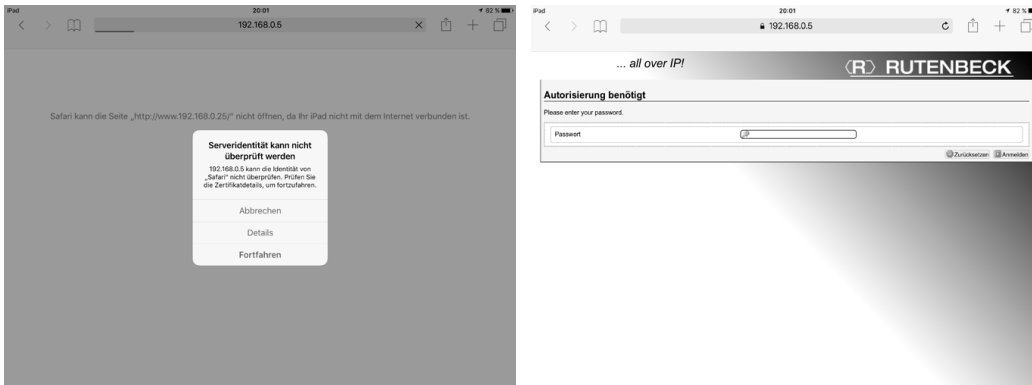 iPad
20:01
82 %
192.168.0.5
Safari kann die Seite „http://www.192.168.0.25/“ nicht öffnen, da Ihr iPad nicht mit dem Internet verbunden ist.
Serveridentität kann nicht
überprüft werden
192.168.0.5 kann die Identität von
„Safari“ nicht überprüfen. Prüfen Sie
die Zertifikatdetails, um fortzufahren.
Abbrechen
Details
Fortfahren
iPad
20:01
82 %
192.168.0.5
... all over IP!
⟨R⟩ RUTENBECK
Autorisierung benötigt
Please enter your password.
Passwort
Zurücksetzen Anmelden